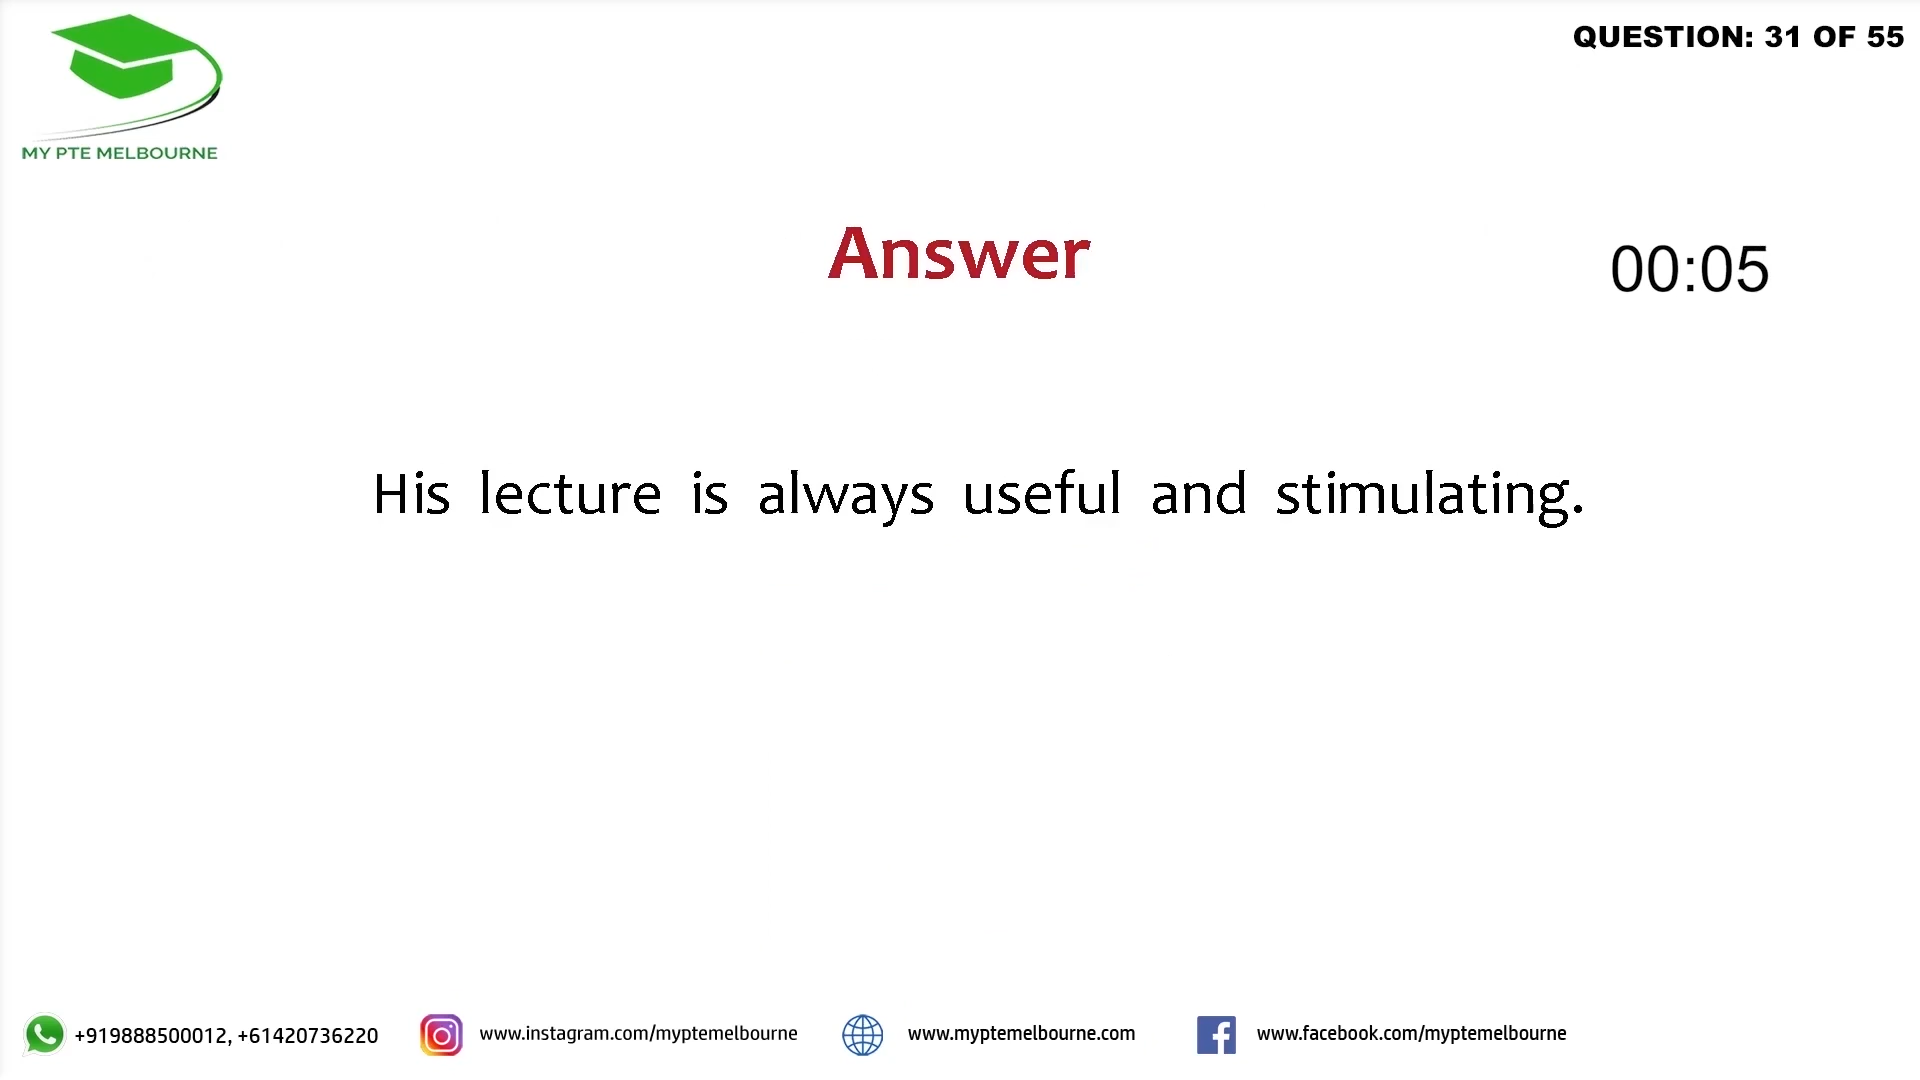 QUESTION: 31 OF 55
MY PTE MELBOURNE
Answer
00:05
His lecture is always useful and stimulating.
+919888500012, +61420736220
www.instagram.com/myptemelbourne
www.myptemelbourne.com
www.facebook.com/myptemelbourne